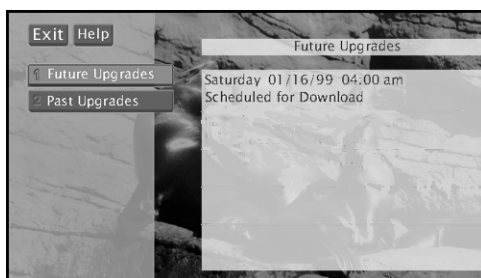 Exit Help
Future Upgrades
1 Future Upgrades
2 Past Upgrades
Saturday 01/16/99 04:00 am
Scheduled for Download